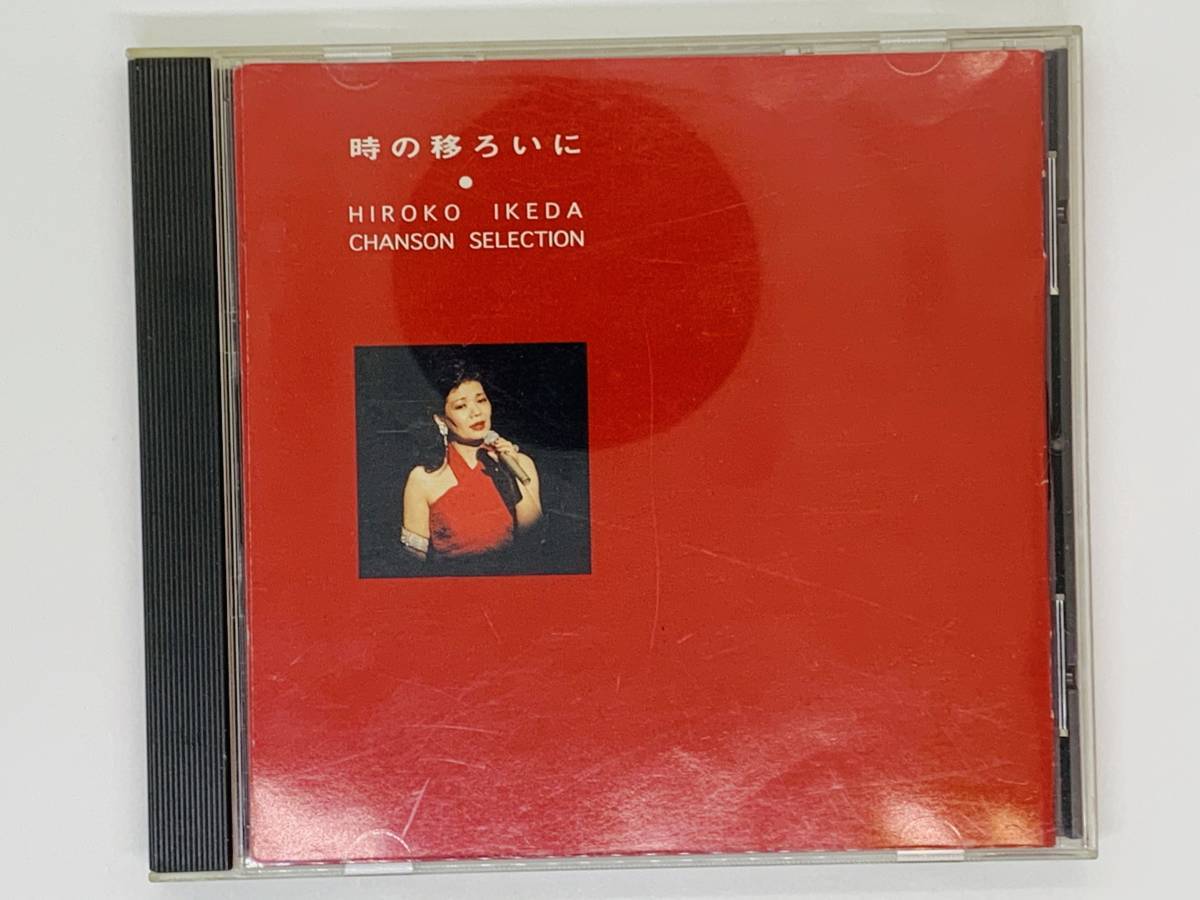 時の移ろいに
HIROKO IKEDA
CHANSON SELECTION